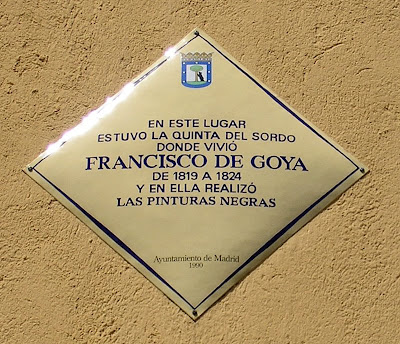 EN ESTE LUGAR
ESTUVO LA QUINTA DEL SORDO
DONDE VIVIÓ
FRANCISCO DE GOYA
DE 1819 A 1824
Y EN ELLA REALIZÓ
LAS PINTURAS NEGRAS
Ayuntamiento de Madrid
1990